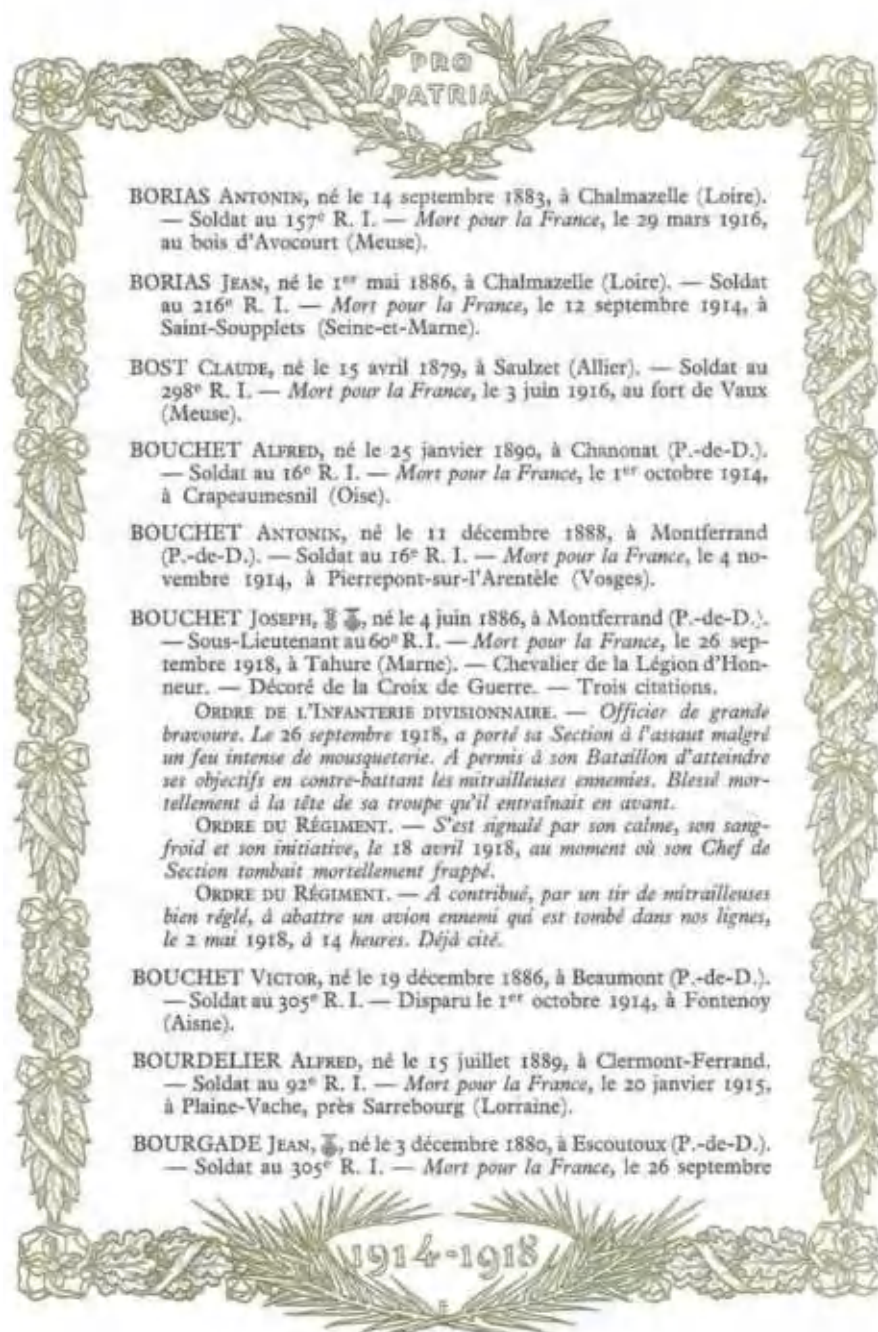 PRO
PATRIA
BORIAS ANTONIN, né le 14 septembre 1883, à Chalmazelle (Loire).
— Soldat au 157e R. I. — Mort pour la France, le 29 mars 1916,
au bois d'Avocourt (Meuse).
BORIAS JEAN, né le 1er mai 1886, à Chalmazelle (Loire). — Soldat
au 216e R. I. — Mort pour la France, le 12 septembre 1914, à
Saint-Soupplets (Seine-et-Marne).
BOST CLAUDE, né le 15 avril 1879, à Saulzet (Allier). — Soldat au
298e R. I. — Mort pour la France, le 3 juin 1916, au fort de Vaux
(Meuse).
BOUCHET ALFRED, né le 25 janvier 1890, à Chanonat (P.-de-D.).
— Soldat au 16e R. I. — Mort pour la France, le 1er octobre 1914,
à Crapeaumesnil (Oise).
BOUCHET ANTONIN, né le 11 décembre 1888, à Montferrand
(P.-de-D.). — Soldat au 16e R. I. — Mort pour la France, le 4 no-
vembre 1914, à Pierrepont-sur-l'Arentèle (Vosges).
BOUCHET JOSEPH, né le 4 juin 1886, à Montferrand (P.-de-D.).
— Sous-Lieutenant au 60e R. I. — Mort pour la France, le 26 sep-
tembre 1918, à Tahure (Marne). — Chevalier de la Légion d'Hon-
neur. — Décoré de la Croix de Guerre. — Trois citations.
ORDRE DE L'INFANTERIE DIVISIONNAIRE. — Officier de grande
bravoure. Le 26 septembre 1918, a porté sa Section à l'assaut malgré
un feu intense de mousqueterie. A permis à son Bataillon d'atteindre
ses objectifs en contre-battant les mitrailleuses ennemies. Blessé mor-
tellement à la tête de sa troupe qu'il entraînait en avant.
ORDRE DU RÉGIMENT. — S'est signalé par son calme, son sang-
froid et son initiative, le 18 avril 1918, au moment où son Chef de
Section tombait mortellement frappé.
ORDRE DU RÉGIMENT. — A contribué, par un tir de mitrailleuses
bien réglé, à abattre un avion ennemi qui est tombé dans nos lignes,
le 2 mai 1918, à 14 heures. Déjà cité.
BOUCHET VICTOR, né le 19 décembre 1886, à Beaumont (P.-de-D.).
— Soldat au 305e R. I. — Disparu le 1er octobre 1914, à Fontenoy
(Aisne).
BOURDELIER ALFRED, né le 15 juillet 1889, à Clermont-Ferrand.
— Soldat au 92e R. I. — Mort pour la France, le 20 janvier 1915,
à Plaine-Vache, près Sarrebourg (Lorraine).
BOURGADE JEAN, né le 3 décembre 1880, à Escoutoux (P.-de-D.).
— Soldat au 305e R. I. — Mort pour la France, le 26 septembre
1914-1918